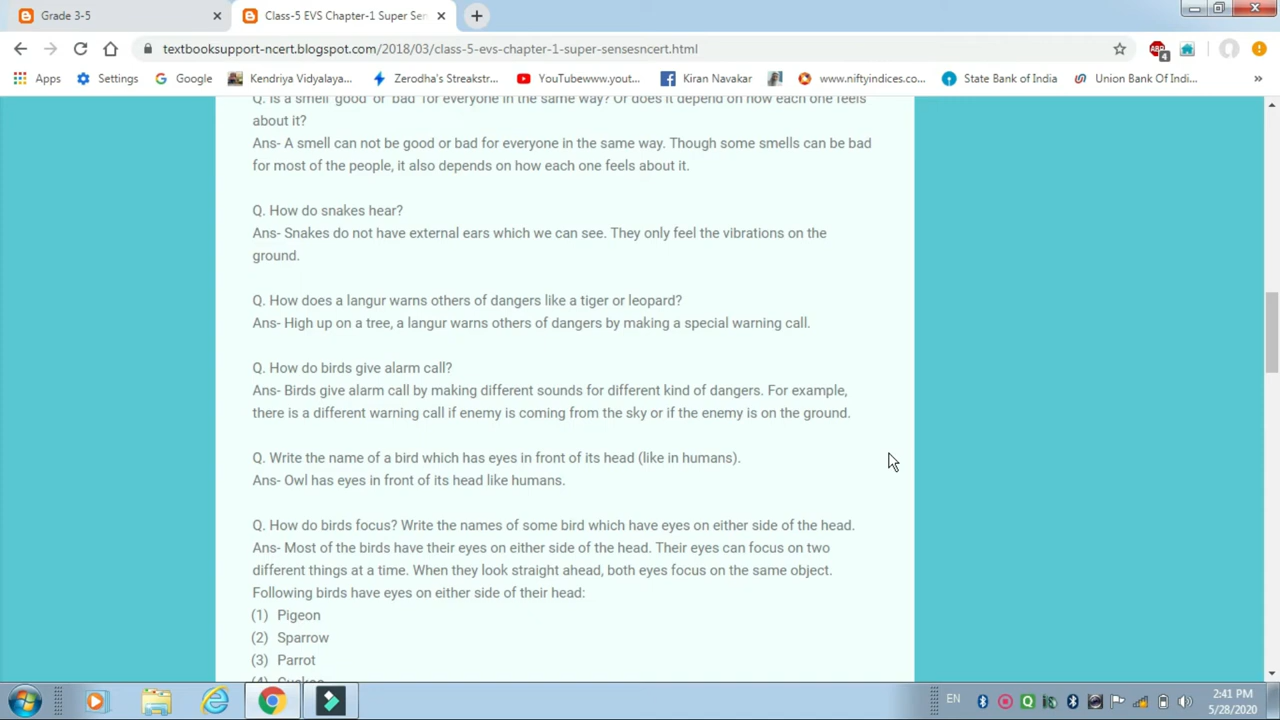 Grade 3-5
Class-5 EVS Chapter-1 Super Sen
textbooksupport-ncert.blogspot.com/2018/03/class-5-evs-chapter-1-super-sensesncert.html
ABP
4
Apps
Settings
Google
Kendriya Vidyalaya...
Zerodha's Streakstr...
YouTubewww.yout...
Kiran Navakar
www.niftyindices.co...
State Bank of India
Union Bank Of Indi...
Q. Is a smell 'good' or 'bad' for everyone in the same way? Or does it depend on how each one feels
about it?
Ans- A smell can not be good or bad for everyone in the same way. Though some smells can be bad
for most of the people, it also depends on how each one feels about it.
Q. How do snakes hear?
Ans- Snakes do not have external ears which we can see. They only feel the vibrations on the
ground.
Q. How does a langur warns others of dangers like a tiger or leopard?
Ans- High up on a tree, a langur warns others of dangers by making a special warning call.
Q. How do birds give alarm call?
Ans- Birds give alarm call by making different sounds for different kind of dangers. For example,
there is a different warning call if enemy is coming from the sky or if the enemy is on the ground.
Q. Write the name of a bird which has eyes in front of its head (like in humans).
Ans- Owl has eyes in front of its head like humans.
Q. How do birds focus? Write the names of some bird which have eyes on either side of the head.
Ans- Most of the birds have their eyes on either side of the head. Their eyes can focus on two
different things at a time. When they look straight ahead, both eyes focus on the same object.
Following birds have eyes on either side of their head:
(1) Pigeon
(2) Sparrow
(3) Parrot
(4) Cuckoo
EN
2:41 PM
5/28/2020